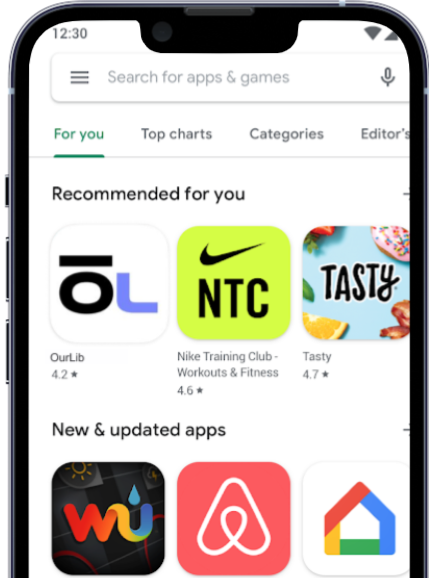 12:30
Search for apps & games
For you Top charts Categories Editor's
Recommended for you
ōL NTC TASTY
OurLib Nike Training Club - Tasty
4.2 ★ Workouts & Fitness 4.7 ★
4.6 ★
New & updated apps
wu